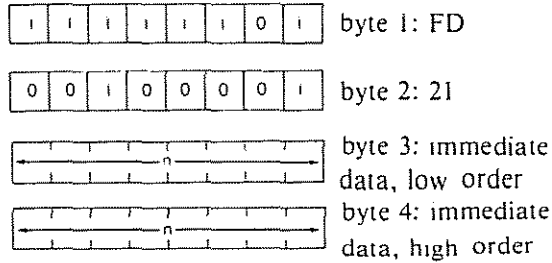 1 1 1 1 1 1 0 1 byte 1: FD
0 0 1 0 0 0 0 1 byte 2: 21
n byte 3: immediate
data, low order
n byte 4: immediate
data, high order